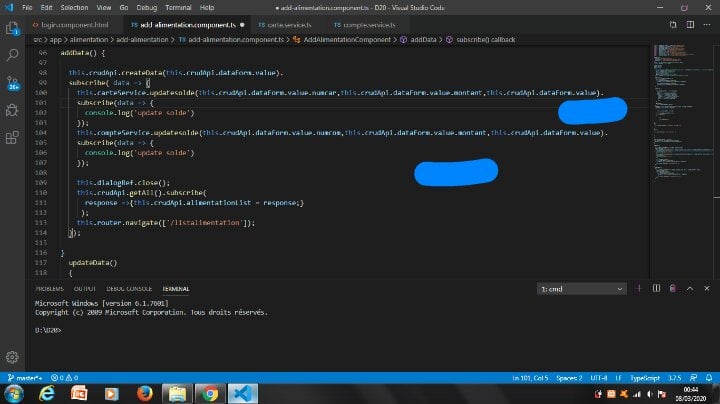 File Edit Selection View Go Run Terminal Help
● add-alimentation.component.ts - D20 - Visual Studio Code
login.component.html
TS add-alimentation.component.ts ●
TS carte.service.ts
TS compte.service.ts
src > app > alimentation > add-alimentation > TS add-alimentation.component.ts > AddAlimentationComponent > addData > subscribe() callback
96 addData() {
97
98 this.crudApi.createData(this.crudApi.dataForm.value).
99 subscribe( data => {
100 this.carteService.updatesolde(this.crudApi.dataForm.value.numcar,this.crudApi.dataForm.value.montant,this.crudApi.dataForm.value).
101 subscribe(data => {
102 console.log('update solde')
103 });
104 this.compteService.updatesolde(this.crudApi.dataForm.value.numcom,this.crudApi.dataForm.value.montant,this.crudApi.dataForm.value).
105 subscribe(data => {
106 console.log('update solde')
107 });
108
109 this.dialogRef.close();
110 this.crudApi.getAll().subscribe(
111 response =>{this.crudApi.alimentationList = response;}
112 );
113 this.router.navigate(['/listalimentation']);
114 });
115
116 }
117 updateData()
118 {
PROBLEMS OUTPUT DEBUG CONSOLE TERMINAL
1: cmd
Microsoft Windows [version 6.1.7601]
Copyright (c) 2009 Microsoft Corporation. Tous droits réservés.
D:\D20>
master*+ 0 0
Ln 101, Col 5 Spaces: 2 UTF-8 LF TypeScript 3.7.5
FR
00:44
08/03/2020